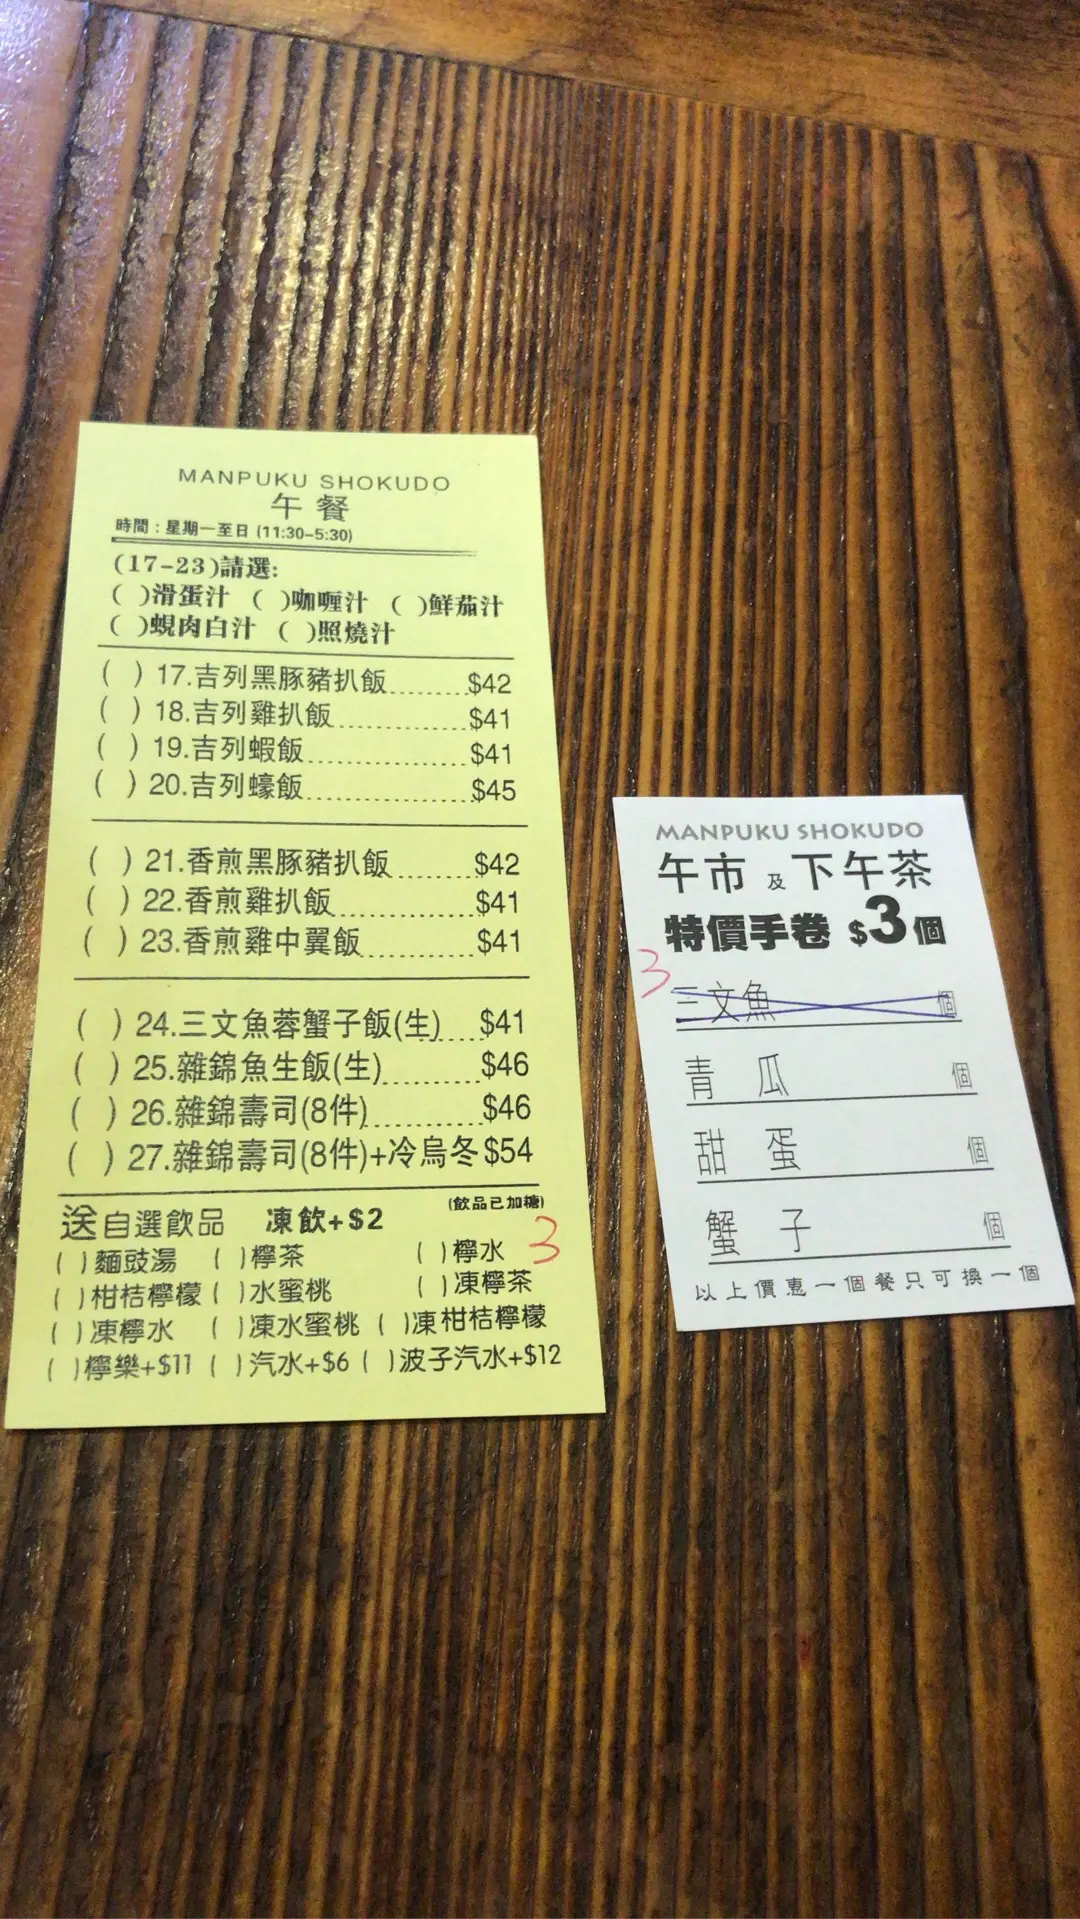 MANPUKU SHOKUDO
午餐
時間：星期一至日 (11:30-5:30)
(17-23)請選:
( )滑蛋汁 ( )咖喱汁 ( )鮮茄汁
( )蜆肉白汁 ( )照燒汁
( ) 17.吉列黑豚豬扒飯........$42
( ) 18.吉列雞扒飯................$41
( ) 19.吉列蝦飯....................$41
( ) 20.吉列蠔飯....................$45
( ) 21.香煎黑豚豬扒飯........$42
( ) 22.香煎雞扒飯................$41
( ) 23.香煎雞中翼飯............$41
( ) 24.三文魚蓉蟹子飯(生)....$41
( ) 25.雜錦魚生飯(生)..........$46
( ) 26.雜錦壽司(8件)............$46
( ) 27.雜錦壽司(8件)+冷烏冬$54
送自選飲品 凍飲+$2 (飲品已加糖)
( )麵豉湯 ( )檸茶 ( )檸水 3
( )柑桔檸檬 ( )水蜜桃 ( )凍檸茶
( )凍檸水 ( )凍水蜜桃 ( )凍柑桔檸檬
( )檸樂+$11 ( )汽水+$6 ( )波子汽水+$12
MANPUKU SHOKUDO
午市及下午茶
特價手卷 $3個
3
三文魚 個
青瓜 個
甜蛋 個
蟹子 個
以上價惠一個餐只可換一個